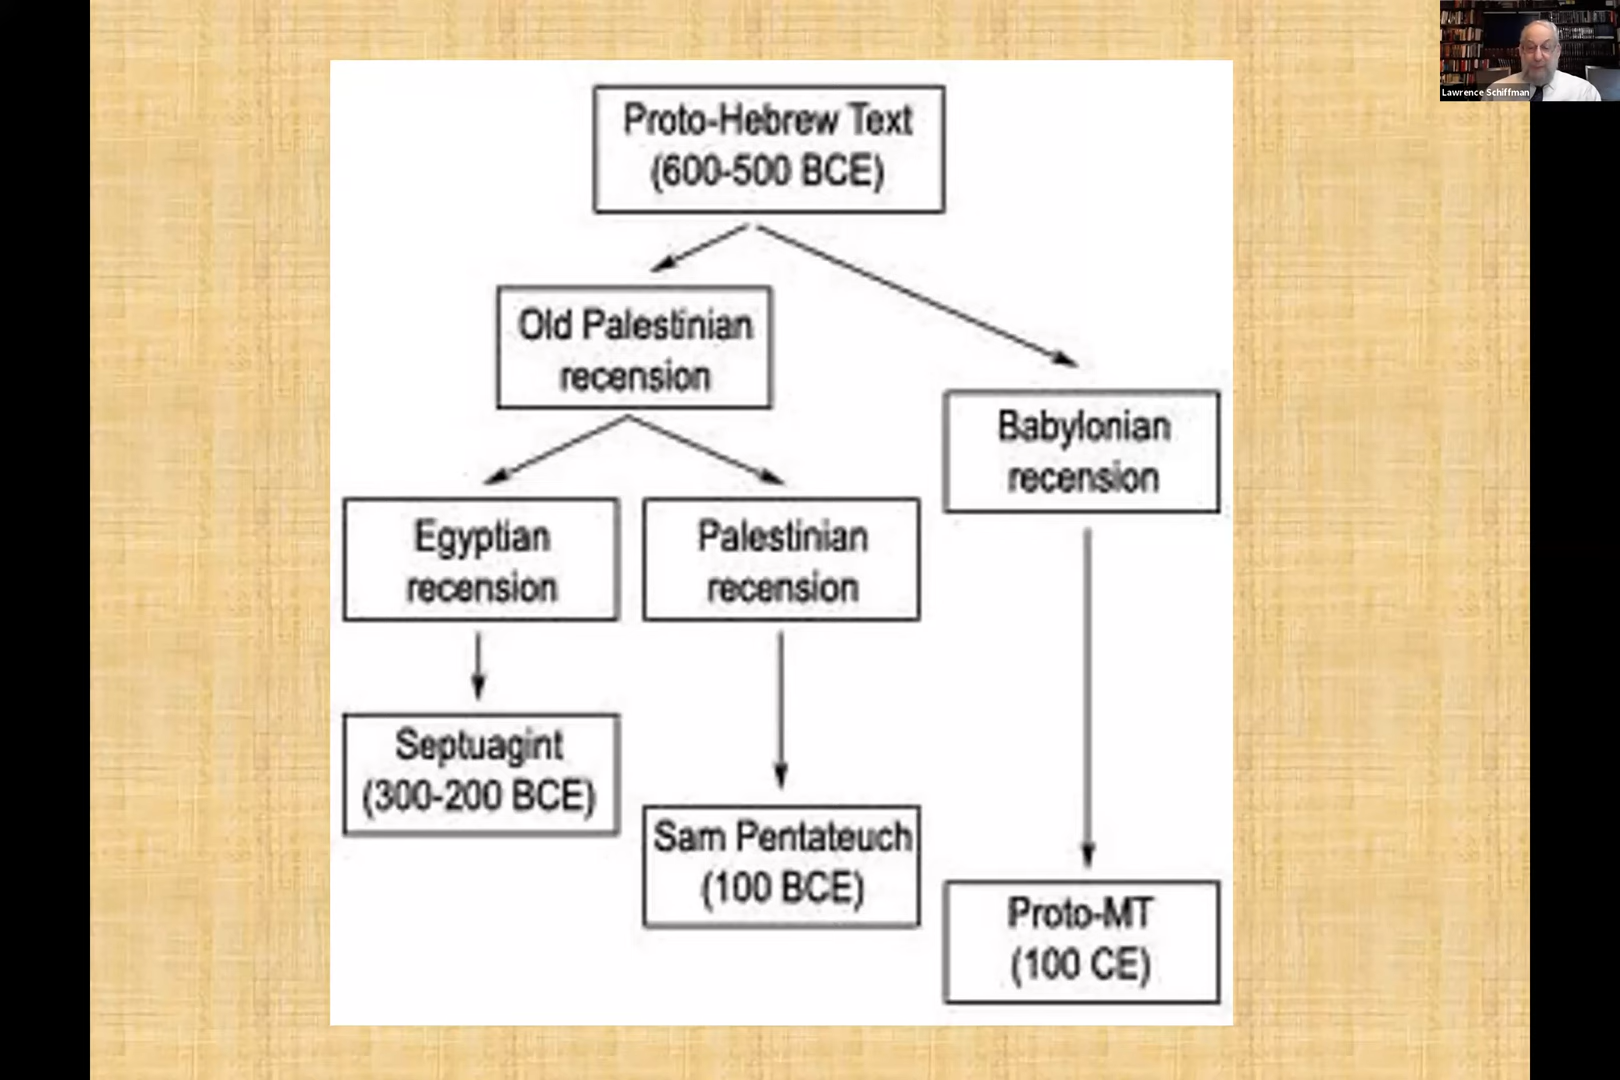 Proto-Hebrew Text
(600-500 BCE)
Old Palestinian
recension
Babylonian
recension
Egyptian
recension
Palestinian
recension
Septuagint
(300-200 BCE)
Sam Pentateuch
(100 BCE)
Proto-MT
(100 CE)
Lawrence Schiffman